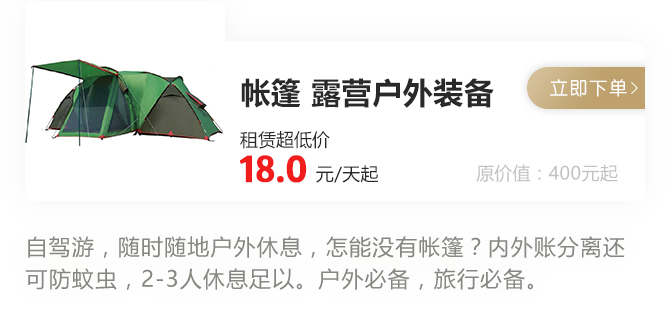 帐篷 露营户外装备
立即下单>
租赁超低价
18.0 元/天起
原价值：400元起
自驾游，随时随地户外休息，怎能没有帐篷？内外账分离还
可防蚊虫，2-3人休息足以。户外必备，旅行必备。